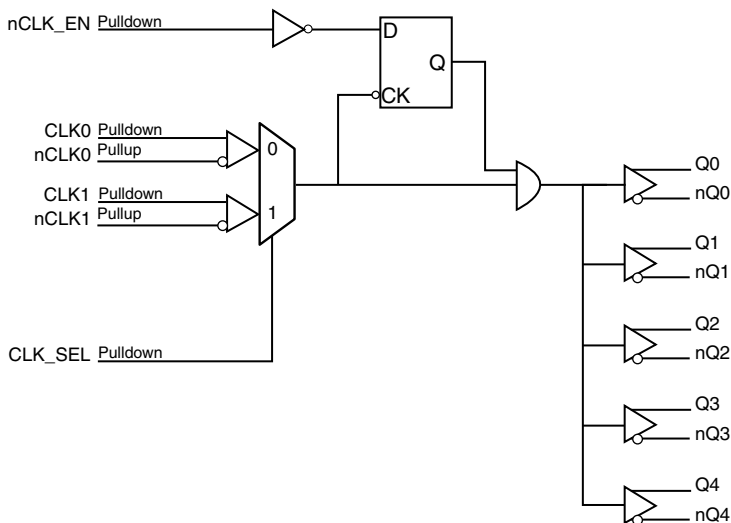 nCLK_EN Pulldown
D
Q
CK
CLK0 Pulldown
nCLK0 Pullup
0
CLK1 Pulldown
nCLK1 Pullup
1
CLK_SEL Pulldown
Q0
nQ0
Q1
nQ1
Q2
nQ2
Q3
nQ3
Q4
nQ4